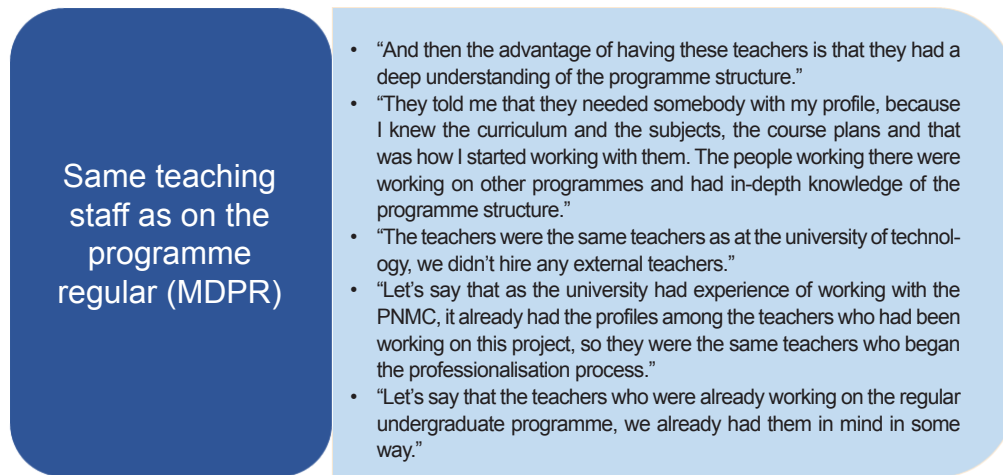 Same teaching
staff as on the
programme
regular (MDPR)
• “And then the advantage of having these teachers is that they had a
deep understanding of the programme structure.”
• “They told me that they needed somebody with my profile, because
I knew the curriculum and the subjects, the course plans and that
was how I started working with them. The people working there were
working on other programmes and had in-depth knowledge of the
programme structure.”
• “The teachers were the same teachers as at the university of technol-
ogy, we didn’t hire any external teachers.”
• “Let’s say that as the university had experience of working with the
PNMC, it already had the profiles among the teachers who had been
working on this project, so they were the same teachers who began
the professionalisation process.”
• “Let’s say that the teachers who were already working on the regular
undergraduate programme, we already had them in mind in some
way.”